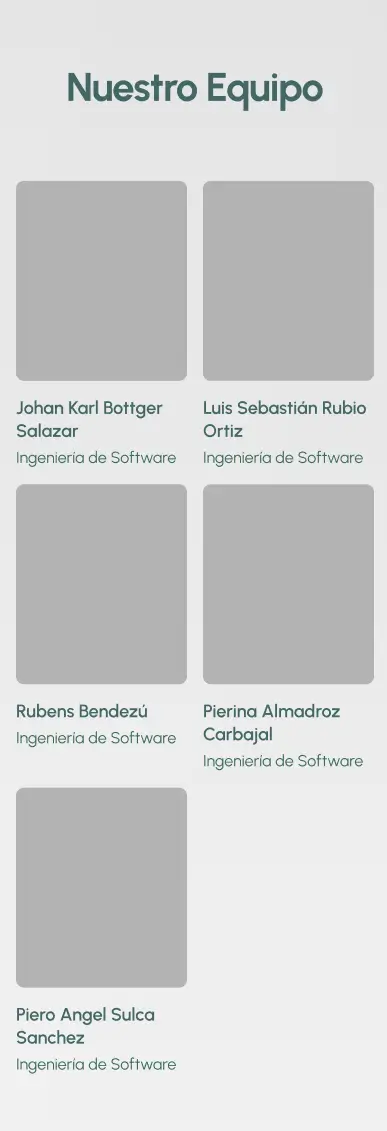 Nuestro Equipo
Johan Karl Bottger
Salazar
Ingeniería de Software
Luis Sebastián Rubio
Ortiz
Ingeniería de Software
Rubens Bendezú
Ingeniería de Software
Pierina Almadroz
Carbajal
Ingeniería de Software
Piero Angel Sulca
Sanchez
Ingeniería de Software